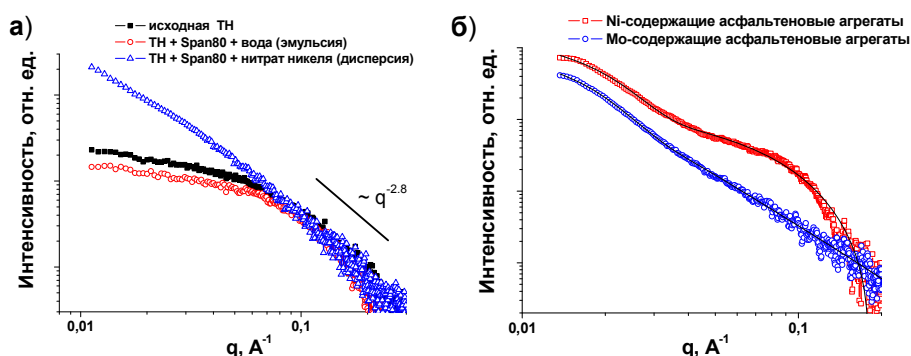 а)
исходная ТН
ТН + Span80 + вода (эмульсия)
ТН + Span80 + нитрат никеля (дисперсия)
~ q^-2.8
Интенсивность, отн. ед.
0,01
0,1
q, A^-1
б)
Ni-содержащие асфальтеновые агрегаты
Mo-содержащие асфальтеновые агрегаты
Интенсивность, отн. ед.
0,01
0,1
q, A^-1